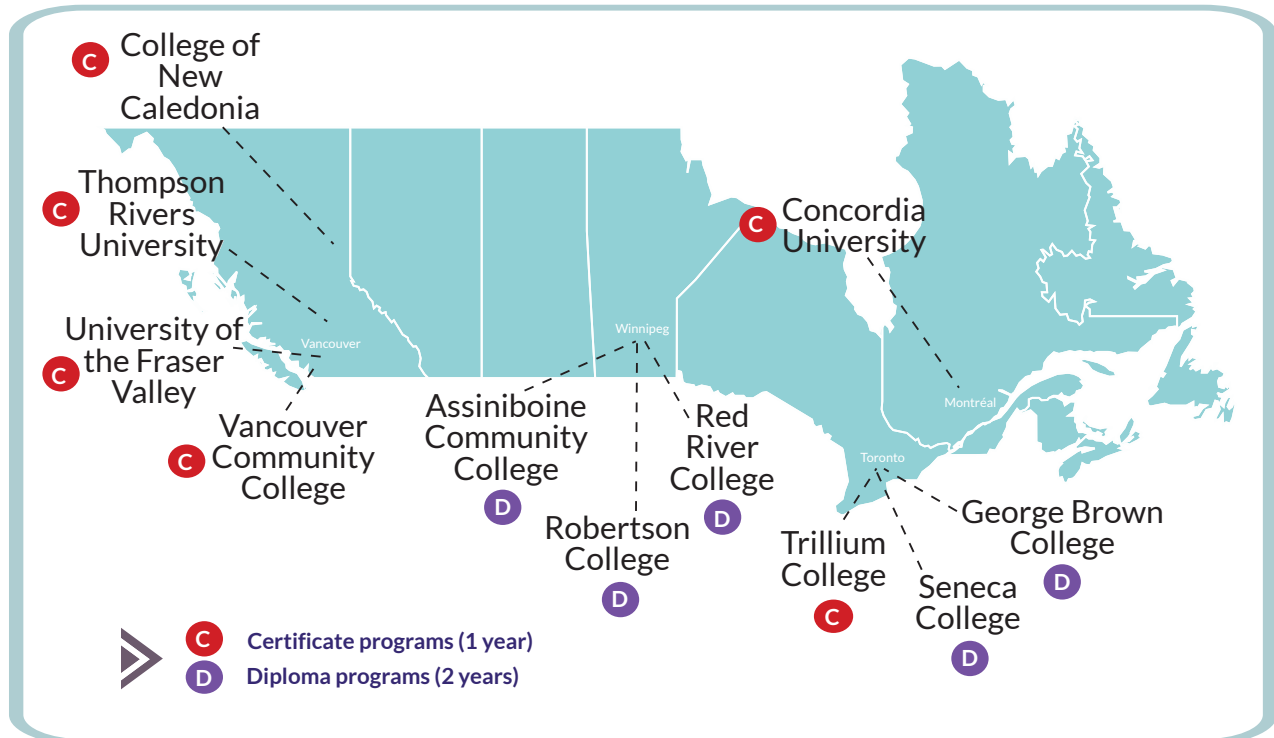 C
College of
New
Caledonia
C
Thompson
Rivers
University
C
Concordia
University
University of
the Fraser
Valley
C
Vancouver
Winnipeg
Vancouver
Community
College
C
Assiniboine
Community
College
D
Robertson
College
D
Red
River
College
D
Montréal
Toronto
Trillium
College
C
Seneca
College
D
George Brown
College
D
C Certificate programs (1 year)
D Diploma programs (2 years)